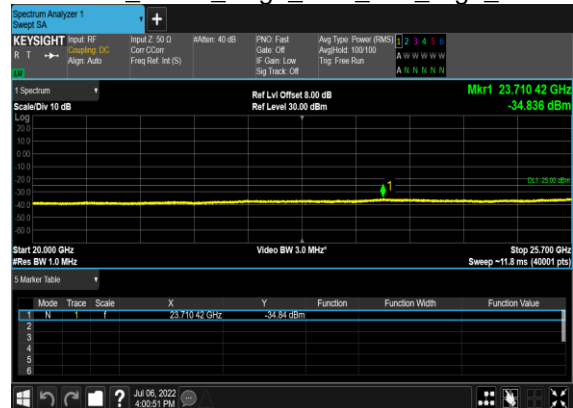 Spectrum Analyzer 1
Swept SA
KEYSIGHT Input: RF Input Z: 50 Ω #Atten: 40 dB PNO: Fast Avg Type: Power (RMS) 1 2 3 4 5 6
R T Coupling: DC Corr CCorr Gate: Off Avg|Hold: 100/100 A W W W W W
Align: Auto Freq Ref: Int (S) IF Gain: Low Trig: Free Run
LW Sig Track: Off A N N N N N
1 Spectrum Ref Lvl Offset 8.00 dB Mkr1 23.710 42 GHz
Scale/Div 10 dB Ref Level 30.00 dBm -34.836 dBm
Log
20.0
10.0
0.00
-10.0
-20.0
DL1 -25.00 dBm
-30.0
1
-40.0
-50.0
-60.0
Start 20.000 GHz Video BW 3.0 MHz* Stop 25.700 GHz
#Res BW 1.0 MHz Sweep ~11.8 ms (40001 pts)
5 Marker Table
Mode Trace Scale X Y Function Function Width Function Value
1 N 1 f 23.710 42 GHz -34.84 dBm
2
3
4
5
6
? Jul 06, 2022
4:00:51 PM